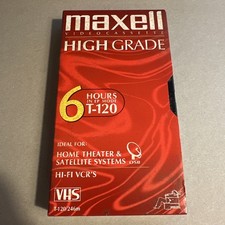 maxell
VIDEOCASSETTE
HIGH GRADE
6 HOURS
IN EP MODE
T-120
IDEAL FOR:
HOME THEATER &
SATELLITE SYSTEMS
HI-FI VCR'S
VHS
T-120/246m